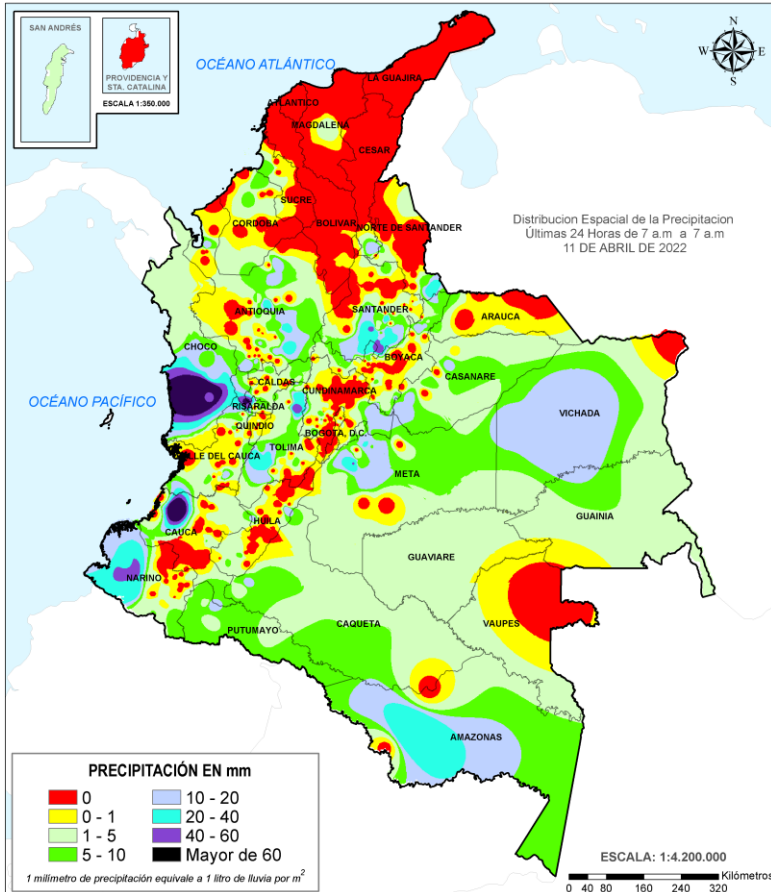 SAN ANDRÉS
PROVIDENCIA Y
STA. CATALINA
ESCALA 1:350.000
OCÉANO ATLÁNTICO
N
W E
S
LA GUAJIRA
ATLANTICO
MAGDALENA
CESAR
SUCRE
CORDOBA
BOLIVAR
NORTE DE SANTANDER
Distribucion Espacial de la Precipitacion
Últimas 24 Horas de 7 a.m a 7 a.m
11 DE ABRIL DE 2022
ANTIOQUIA
SANTANDER
ARAUCA
CHOCO
BOYACA
CASANARE
CALDAS
CUNDINAMARCA
OCÉANO PACÍFICO
RISARALDA
VICHADA
QUINDIO
BOGOTA, D.C.
TOLIMA
VALLE DEL CAUCA
META
GUAINIA
HUILA
CAUCA
GUAVIARE
NARIÑO
CAQUETA
VAUPES
PUTUMAYO
AMAZONAS
PRECIPITACIÓN EN mm
0 10 - 20
0 - 1 20 - 40
1 - 5 40 - 60
5 - 10 Mayor de 60
1 milímetro de precipitación equivale a 1 litro de lluvia por m²
ESCALA: 1:4.200.000
Kilómetros
0 40 80 160 240 320